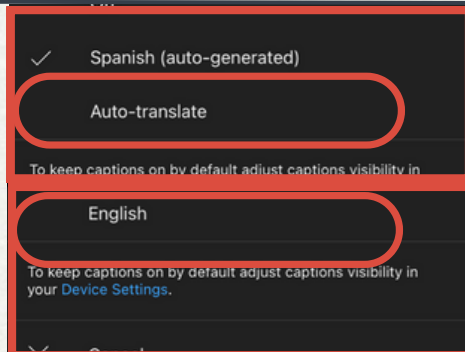 Spanish (auto-generated)
Auto-translate
To keep captions on by default adjust captions visibility in
English
To keep captions on by default adjust captions visibility in
your Device Settings.